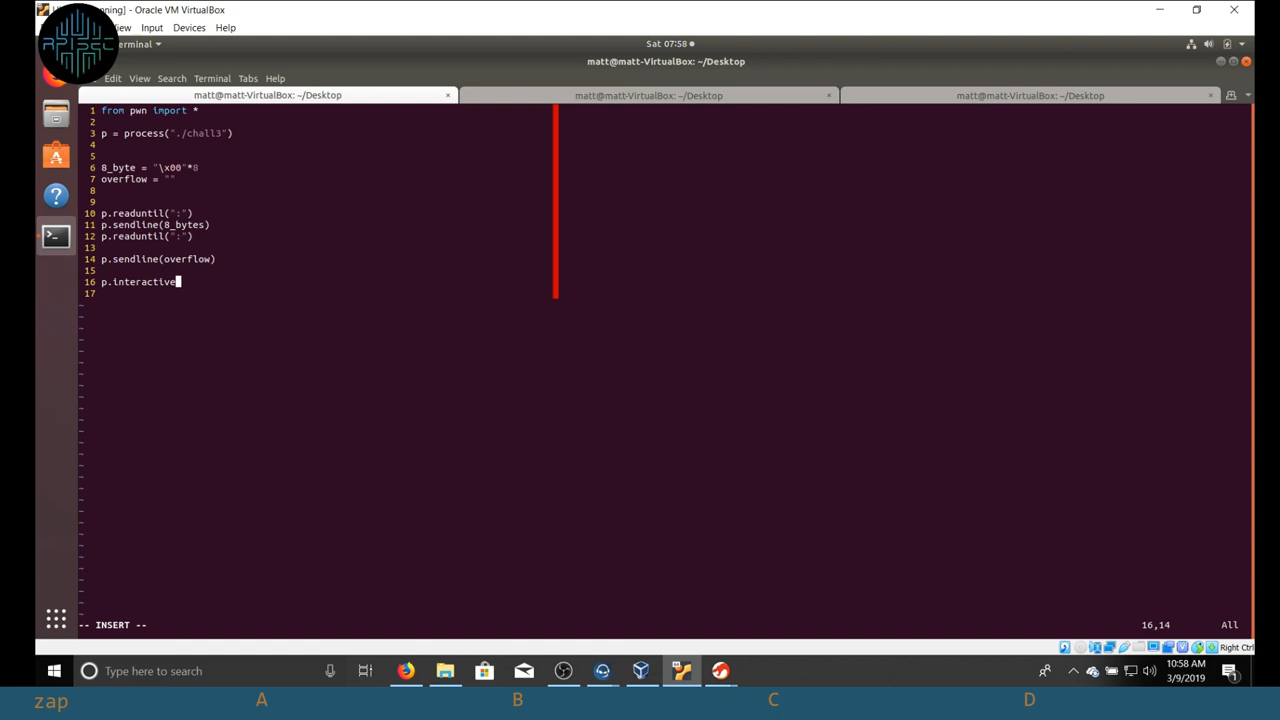 nning] - Oracle VM VirtualBox
View Input Devices Help
RPISEC
erminal
Sat 07:58
matt@matt-VirtualBox: ~/Desktop
Edit View Search Terminal Tabs Help
matt@matt-VirtualBox: ~/Desktop × matt@matt-VirtualBox: ~/Desktop × matt@matt-VirtualBox: ~/Desktop ×
1 from pwn import *
2
3 p = process("./chall3")
4
5
6 8_byte = "\x00"*8
7 overflow = ""
8
9
10 p.readuntil(":")
11 p.sendline(8_bytes)
12 p.readuntil(":")
13
14 p.sendline(overflow)
15
16 p.interactive
17
-- INSERT -- 16,14 All
Right Ctrl
Type here to search
10:58 AM
3/9/2019
1
zap A B C D